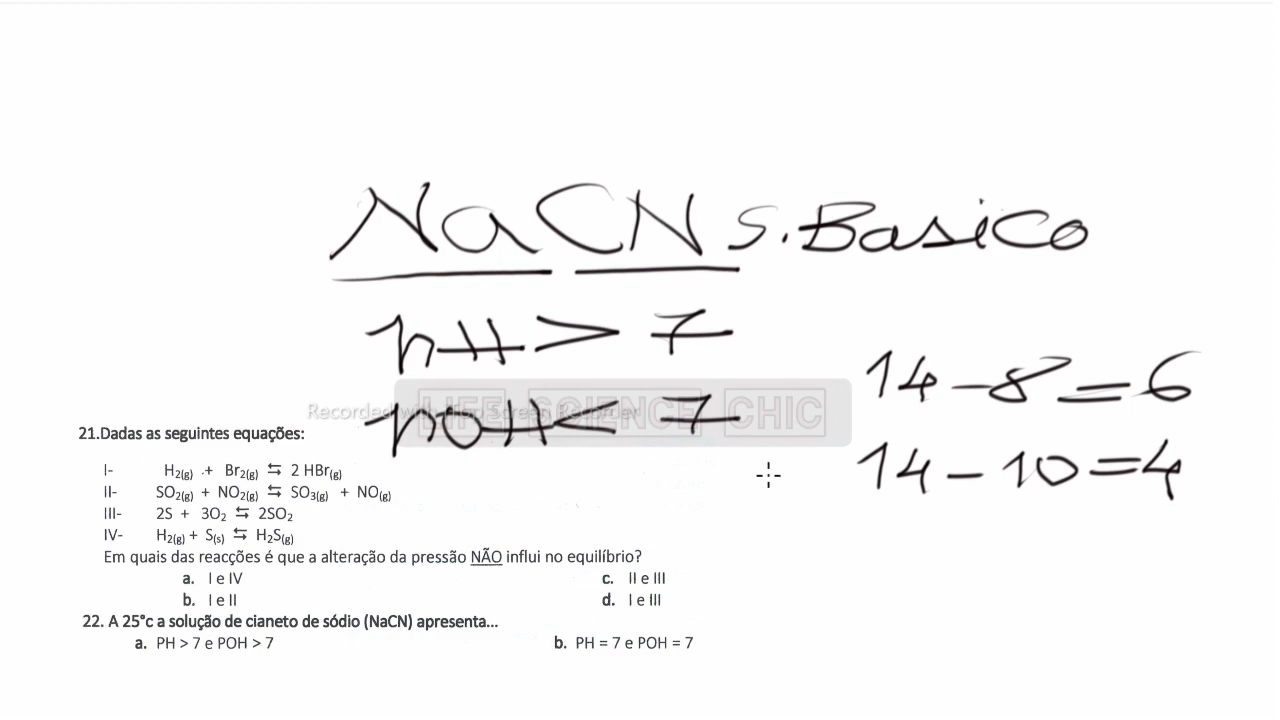 NaCN S.Basico
pH > 7
14 - 8 = 6
pOH < 7
14 - 10 = 4
LIFE SCIENCE CHIC
21.Dadas as seguintes equações:
I- H2(g) .+ Br2(g) ⇆ 2 HBr(g)
II- SO2(g) + NO2(g) ⇆ SO3(g) + NO(g)
III- 2S + 3O2 ⇆ 2SO2
IV- H2(g) + S(s) ⇆ H2S(g)
Em quais das reacções é que a alteração da pressão NÃO influi no equilíbrio?
a. I e IV c. II e III
b. I e II d. I e III
22. A 25°c a solução de cianeto de sódio (NaCN) apresenta...
a. PH > 7 e POH > 7 b. PH = 7 e POH = 7